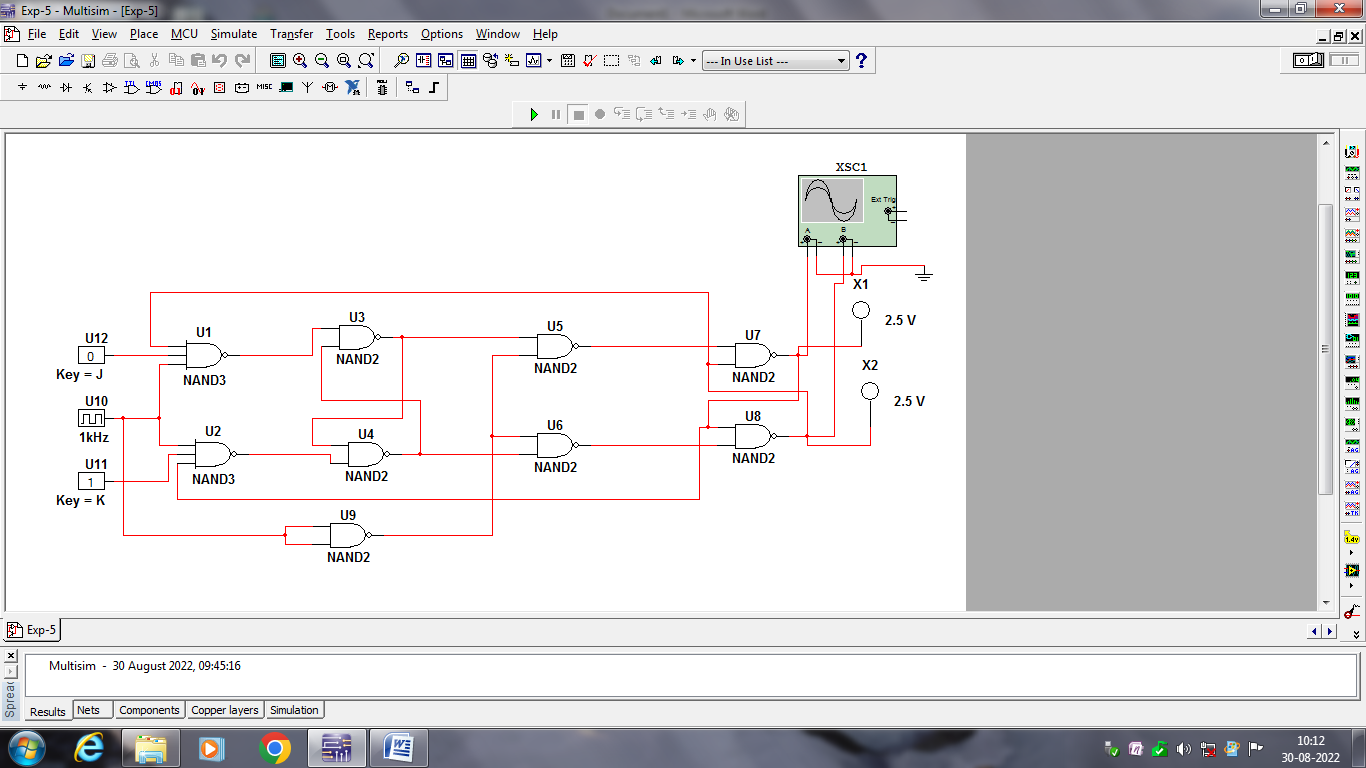 Exp-5 - Multisim - [Exp-5]
File Edit View Place MCU Simulate Transfer Tools Reports Options Window Help
--- In Use List ---
MISC
XSC1
Ext Trig
A B
X1
2.5 V
X2
2.5 V
U12
0
Key = J
U10
1kHz
U11
1
Key = K
U1
NAND3
U2
NAND3
U3
NAND2
U4
NAND2
U9
NAND2
U5
NAND2
U6
NAND2
U7
NAND2
U8
NAND2
Exp-5
Multisim - 30 August 2022, 09:45:16
Results Nets Components Copper layers Simulation
10:12
30-08-2022